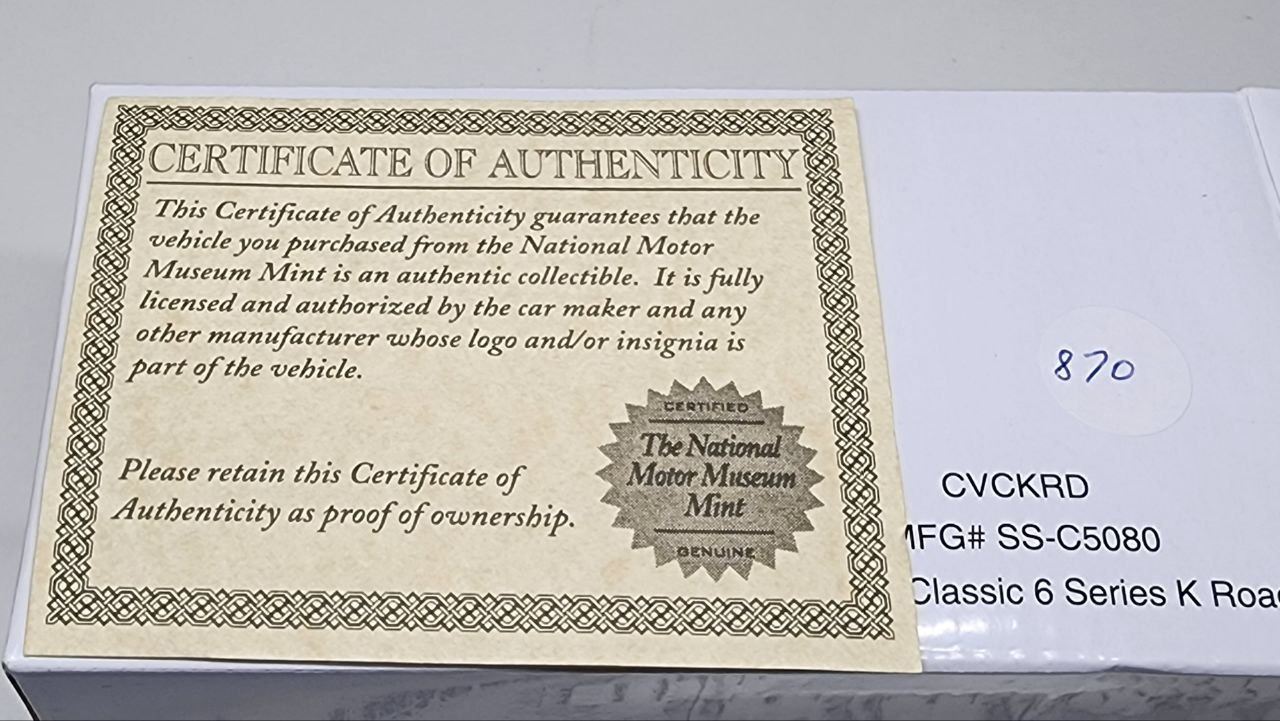 CERTIFICATE OF AUTHENTICITY
This Certificate of Authenticity guarantees that the
vehicle you purchased from the National Motor
Museum Mint is an authentic collectible. It is fully
licensed and authorized by the car maker and any
other manufacturer whose logo and/or insignia is
part of the vehicle.
Please retain this Certificate of
Authenticity as proof of ownership.
CERTIFIED
The National
Motor Museum
Mint
GENUINE
870
CVCKRD
MFG# SS-C5080
Classic 6 Series K